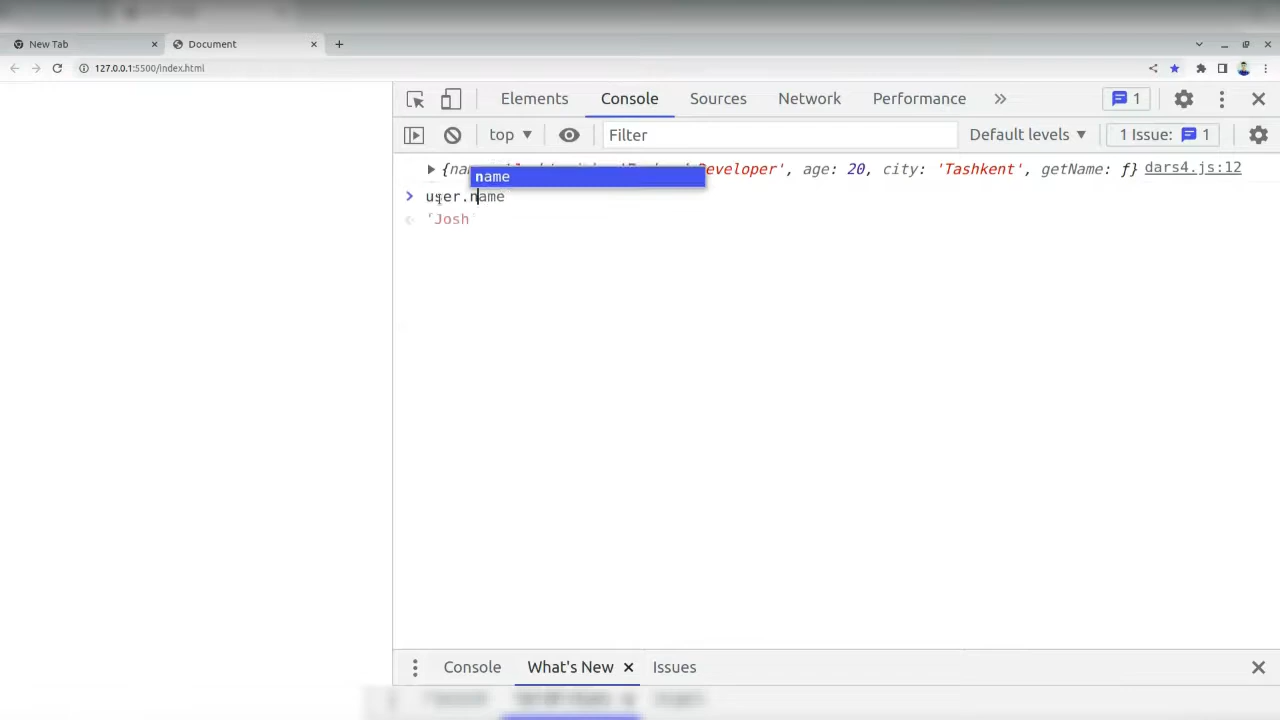 New Tab
Document
127.0.0.1:5500/index.html
Elements Console Sources Network Performance 1
top Filter Default levels 1 Issue: 1
Developer', age: 20, city: 'Tashkent', getName: ƒ} dars4.js:12
name
user.name
'Josh
Console What's New Issues